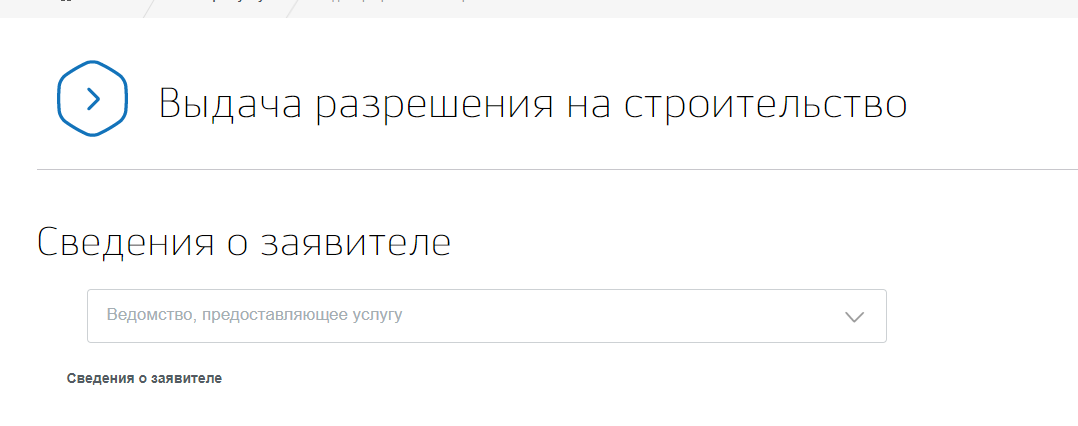 Выдача разрешения на строительство
Сведения о заявителе
Ведомство, предоставляющее услугу
Сведения о заявителе